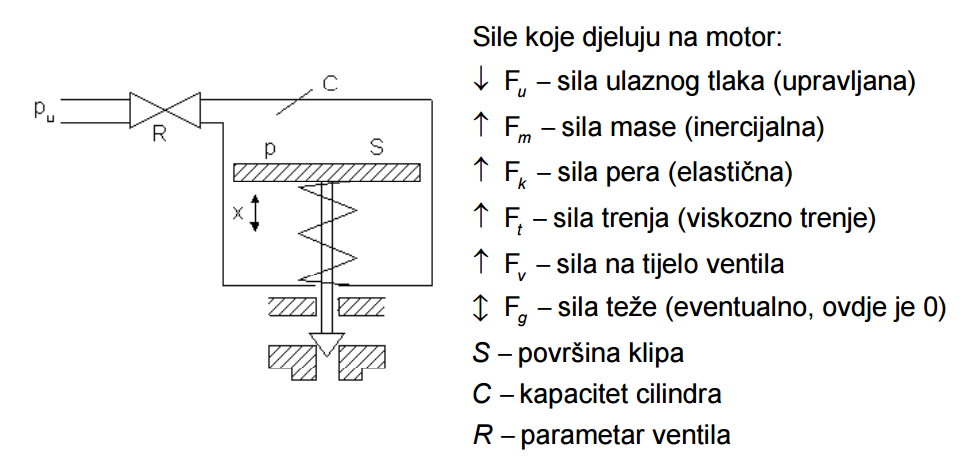 C
p_u
R
p S
x
Sile koje djeluju na motor:
↓ F_u – sila ulaznog tlaka (upravljana)
↑ F_m – sila mase (inercijalna)
↑ F_k – sila pera (elastična)
↑ F_t – sila trenja (viskozno trenje)
↑ F_v – sila na tijelo ventila
↕ F_g – sila teže (eventualno, ovdje je 0)
S – površina klipa
C – kapacitet cilindra
R – parametar ventila